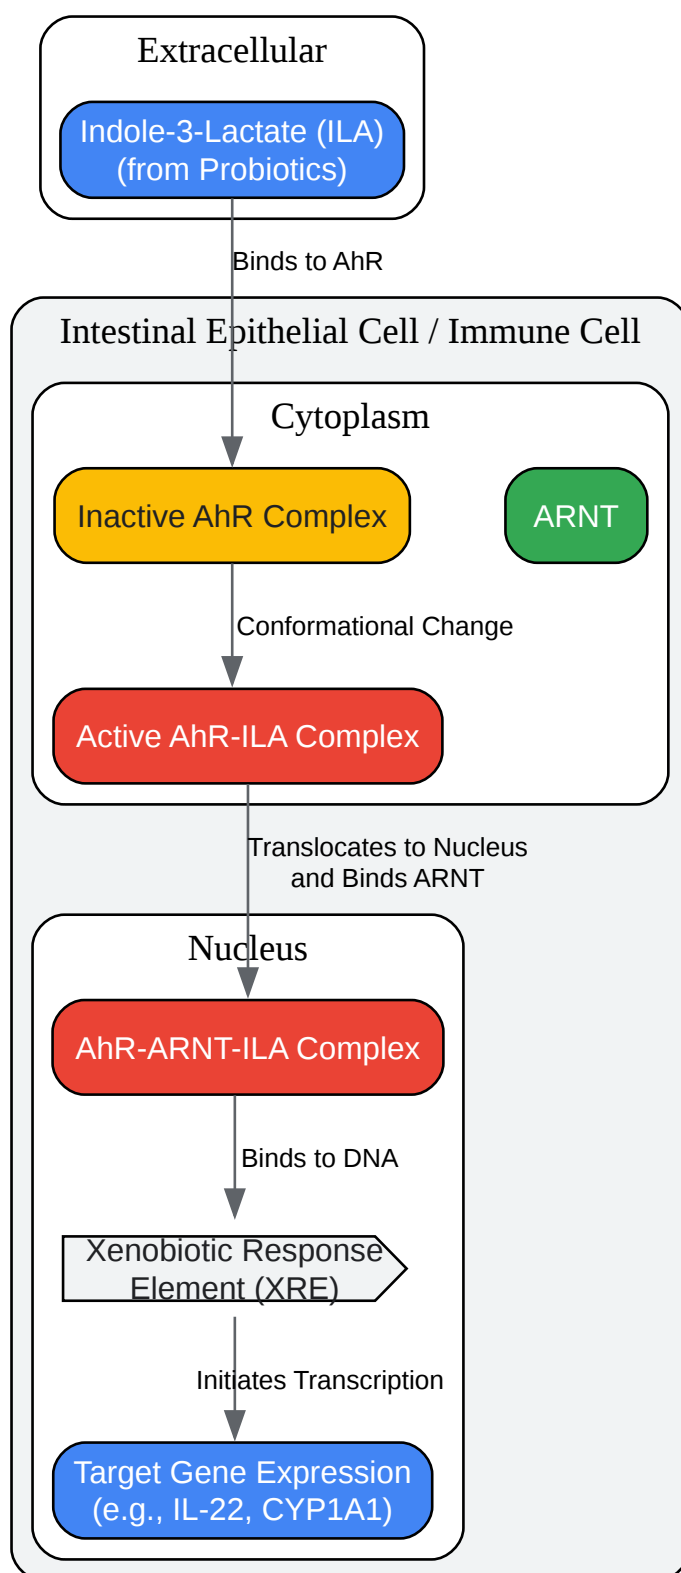 Extracellular
Indole-3-Lactate (ILA)
(from Probiotics)
Binds to AhR
Intestinal Epithelial Cell / Immune Cell
Cytoplasm
Inactive AhR Complex
ARNT
Conformational Change
Active AhR-ILA Complex
Translocates to Nucleus
and Binds ARNT
Nucleus
AhR-ARNT-ILA Complex
Binds to DNA
Xenobiotic Response
Element (XRE)
Initiates Transcription
Target Gene Expression
(e.g., IL-22, CYP1A1)